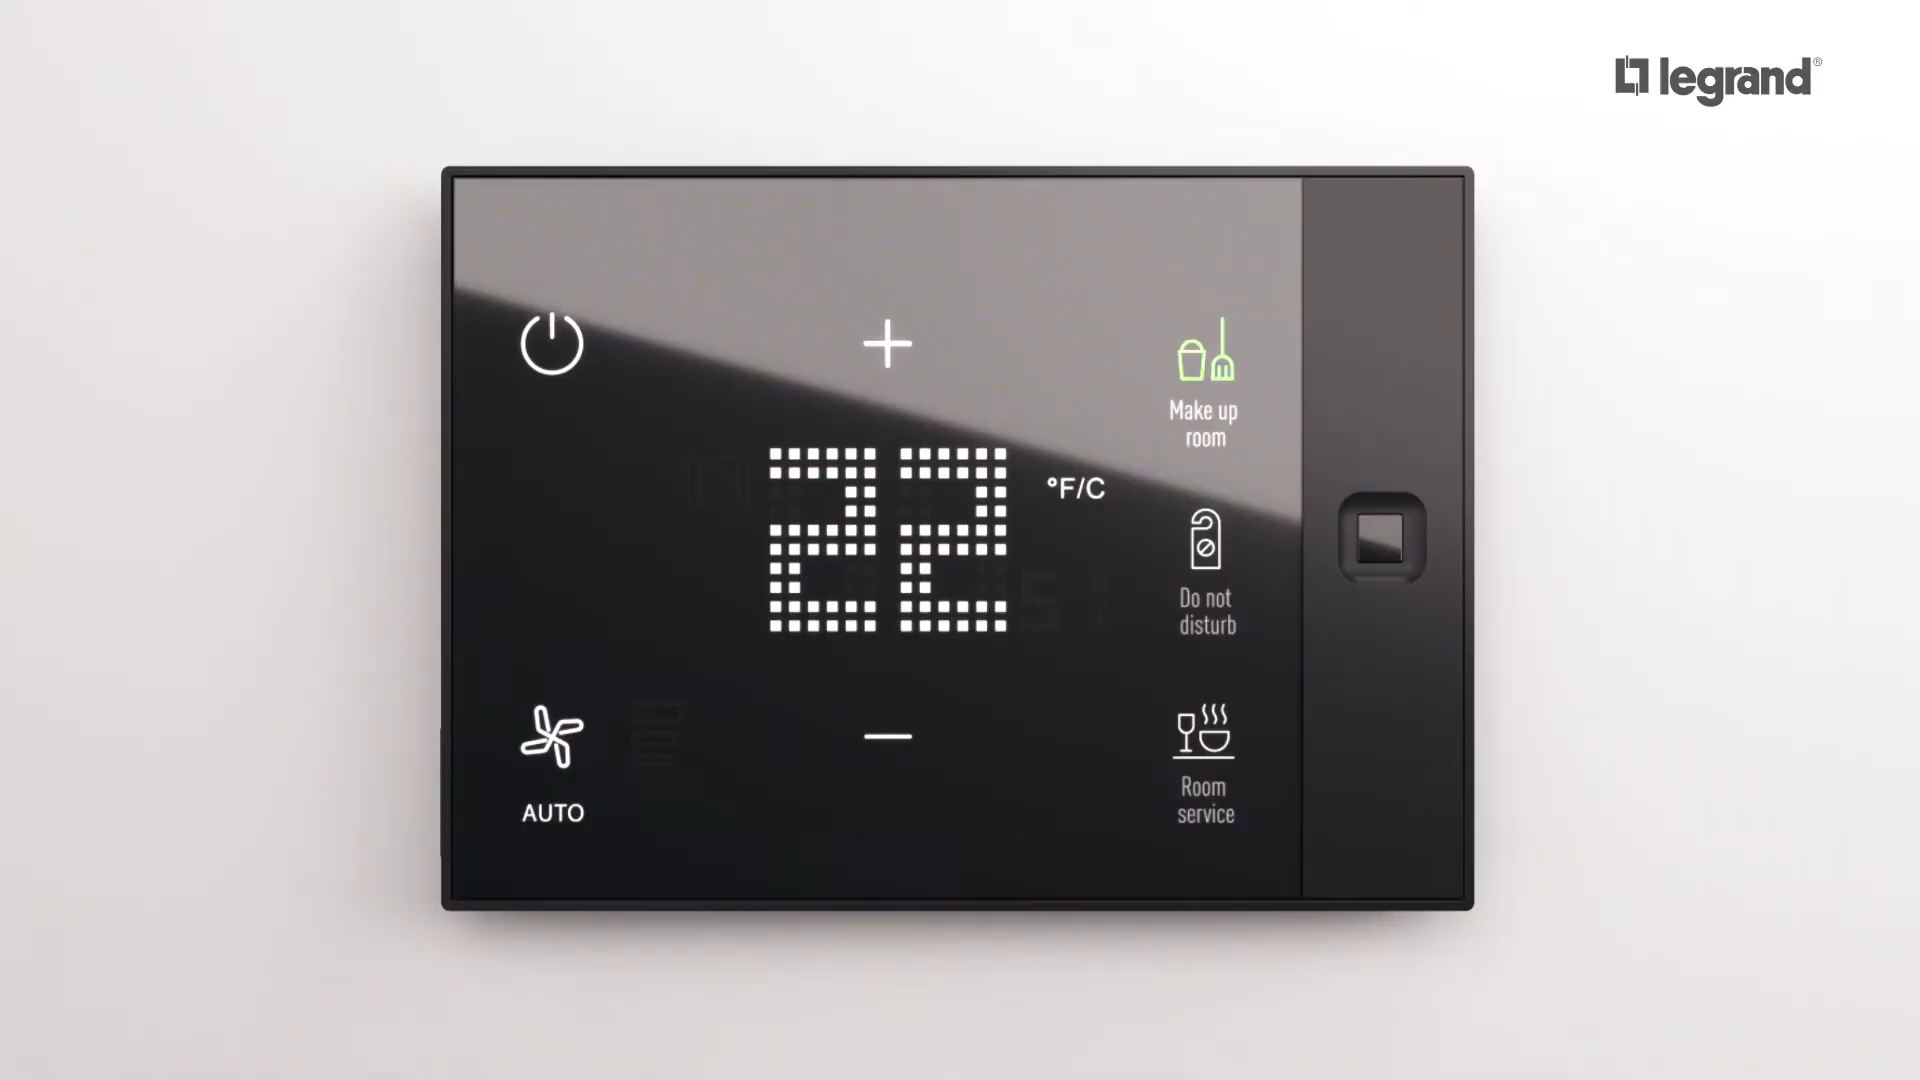 legrand®
Make up
room
22
°F/C
Do not
disturb
Room
service
AUTO